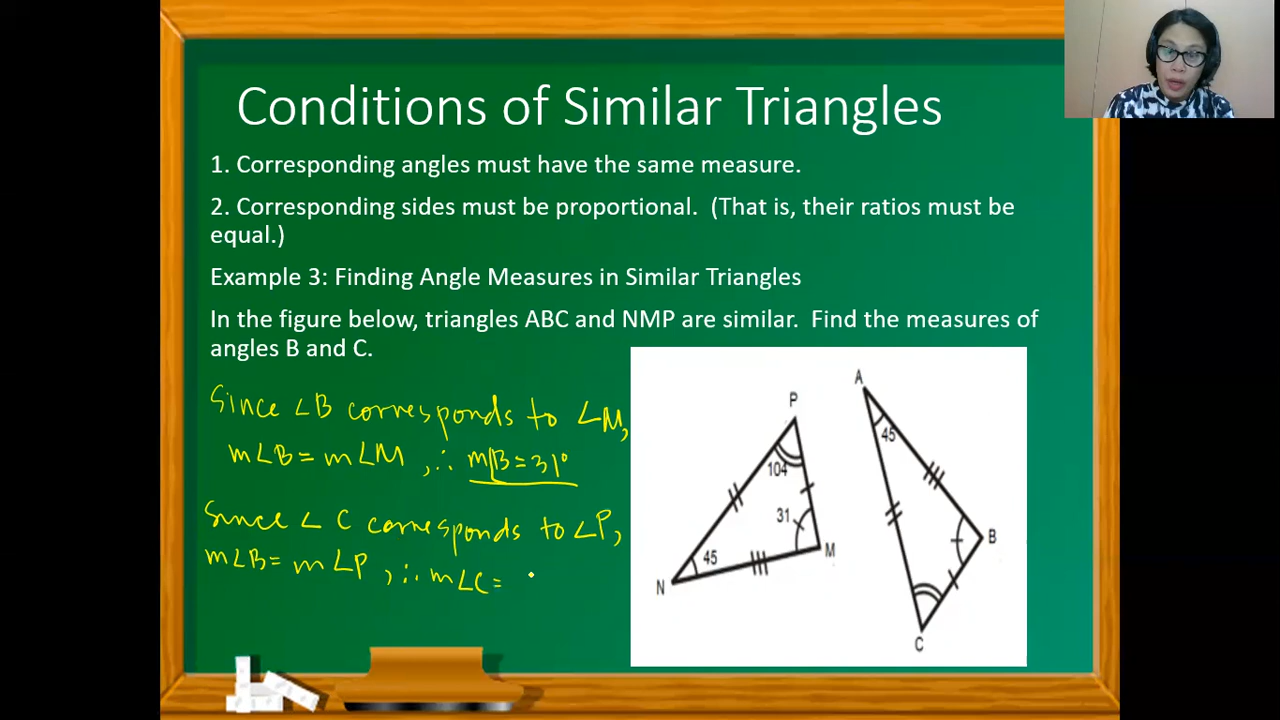 Conditions of Similar Triangles
1. Corresponding angles must have the same measure.
2. Corresponding sides must be proportional. (That is, their ratios must be
equal.)
Example 3: Finding Angle Measures in Similar Triangles
In the figure below, triangles ABC and NMP are similar. Find the measures of
angles B and C.
Since ∠B corresponds to ∠M,
m∠B = m∠M , ∴ m∠B = 31°
Since ∠ C corresponds to ∠P,
m∠B = m∠P , ∴ m∠C =
P
104
31
M
45
N
A
45
B
C